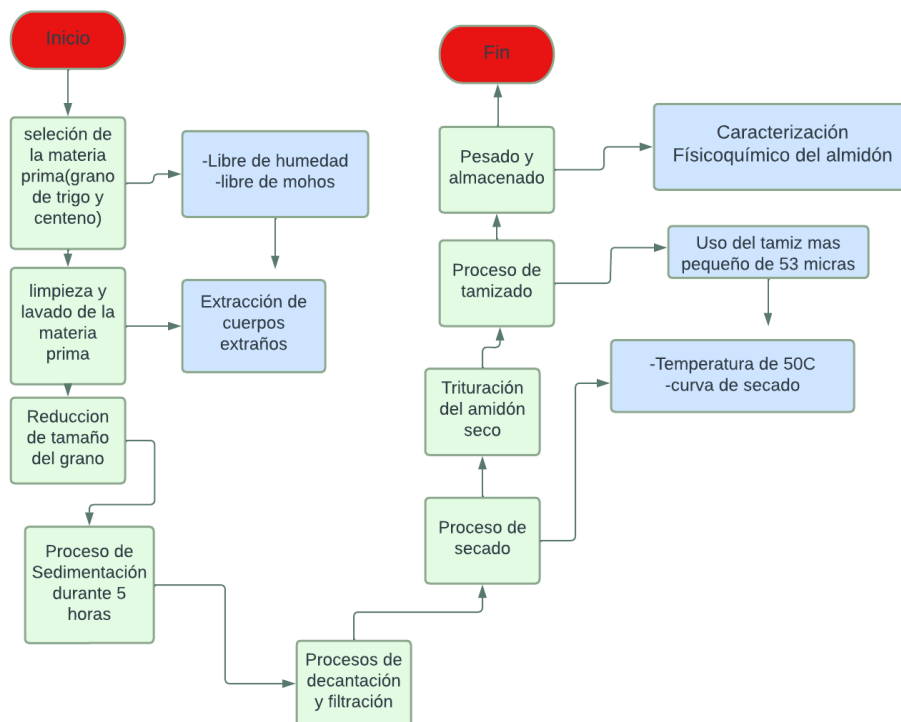 Inicio
seleción de
la materia
prima(grano
de trigo y
centeno)
-Libre de humedad
-libre de mohos
limpieza y
lavado de la
materia
prima
Extracción de
cuerpos
extraños
Reduccion
de tamaño
del grano
Proceso de
Sedimentación
durante 5
horas
Procesos de
decantación
y filtración
Proceso de
secado
-Temperatura de 50C
-curva de secado
Trituración
del amidón
seco
Proceso de
tamizado
Uso del tamiz mas
pequeño de 53 micras
Pesado y
almacenado
Caracterización
Físicoquímico del almidón
Fin